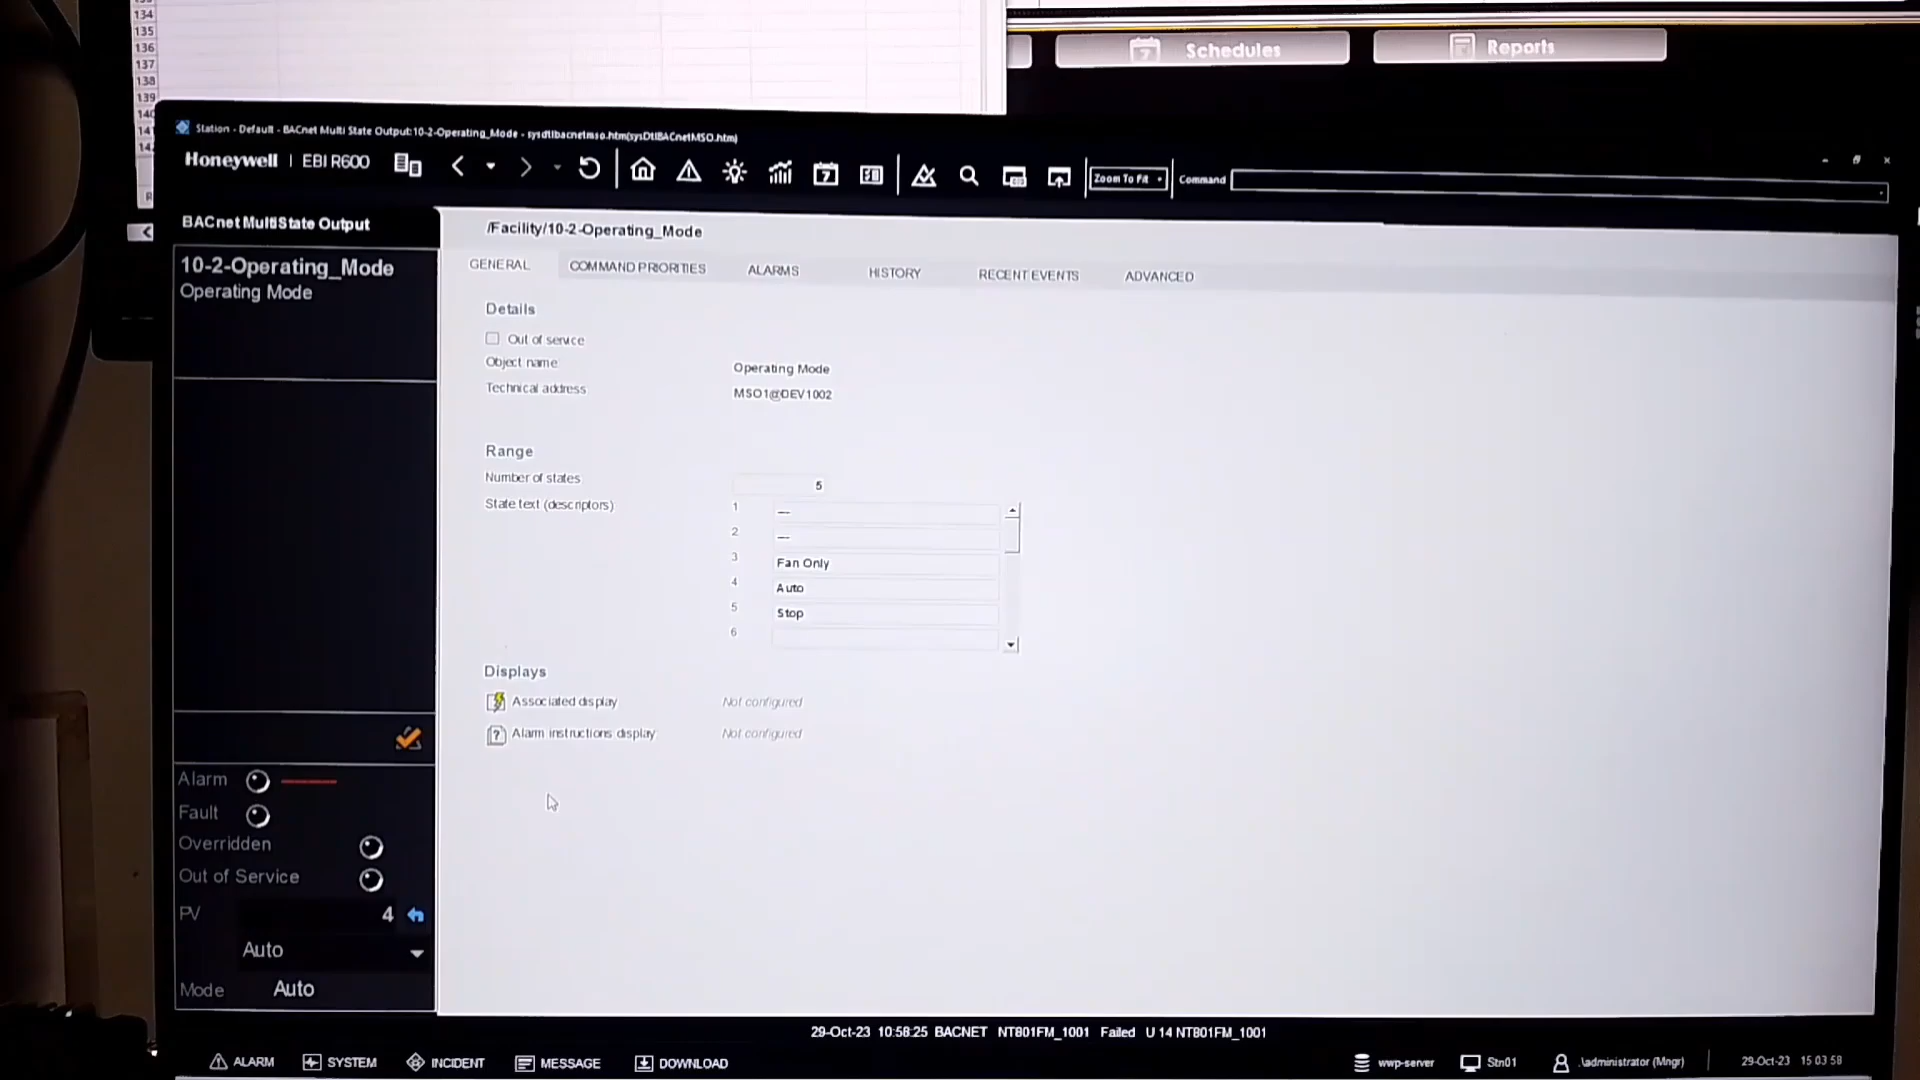 134
135
136
137
138
139
Schedules
Reports
Station - Default - BACnet Multi State Output:10-2-Operating_Mode - sysdtlbacnetmso.htm(sysDtlBACnetMSO.htm)
Honeywell | EBI R600
7
Zoom To Fit
Command
BACnet MultiState Output
10-2-Operating_Mode
Operating Mode
/Facility/10-2-Operating_Mode
GENERAL
COMMAND PRIORITIES
ALARMS
HISTORY
RECENT EVENTS
ADVANCED
Details
Out of service
Object name
Operating Mode
Technical address
MSO1@DEV1002
Range
Number of states
5
State text (descriptors)
1 ---
2 ---
3 Fan Only
4 Auto
5 Stop
6
Displays
Associated display
Not configured
Alarm instructions display
Not configured
Alarm
Fault
Overridden
Out of Service
PV 4
Auto
Mode Auto
29-Oct-23 10:58:25 BACNET NT801FM_1001 Failed U 14 NT801FM_1001
ALARM
SYSTEM
INCIDENT
MESSAGE
DOWNLOAD
wwp-server
Stn01
.\administrator (Mngr)
29-Oct-23 15 03 58